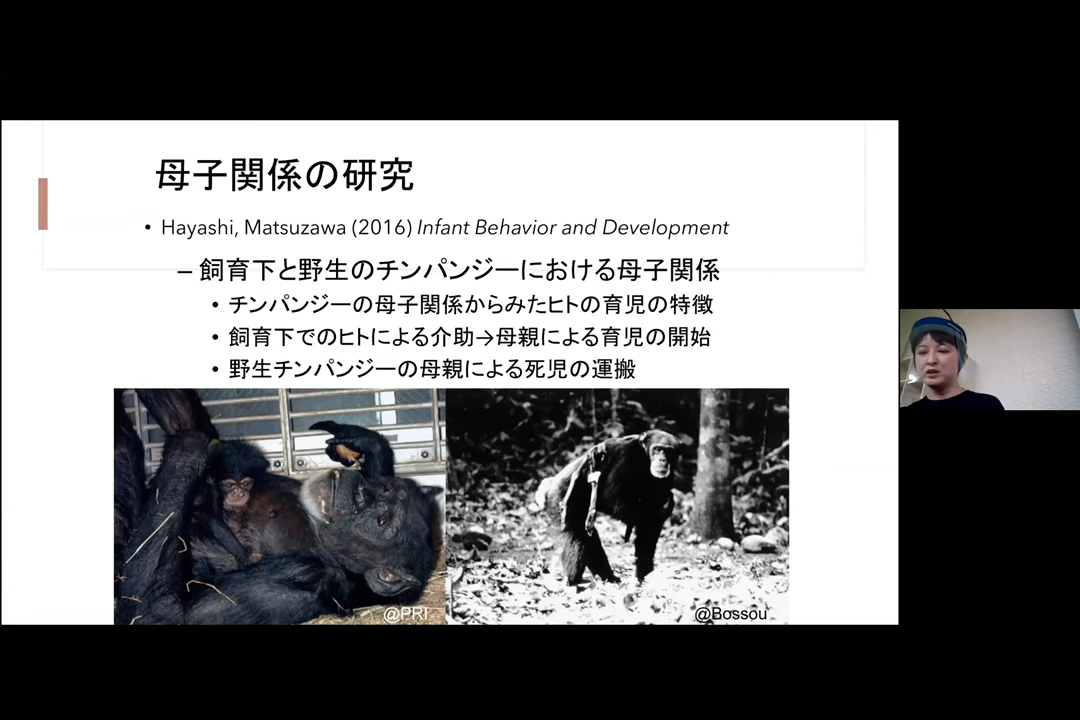 母子関係の研究
• Hayashi, Matsuzawa (2016) Infant Behavior and Development
– 飼育下と野生のチンパンジーにおける母子関係
• チンパンジーの母子関係からみたヒトの育児の特徴
• 飼育下でのヒトによる介助→母親による育児の開始
• 野生チンパンジーの母親による死児の運搬
@PRI
@Bossou